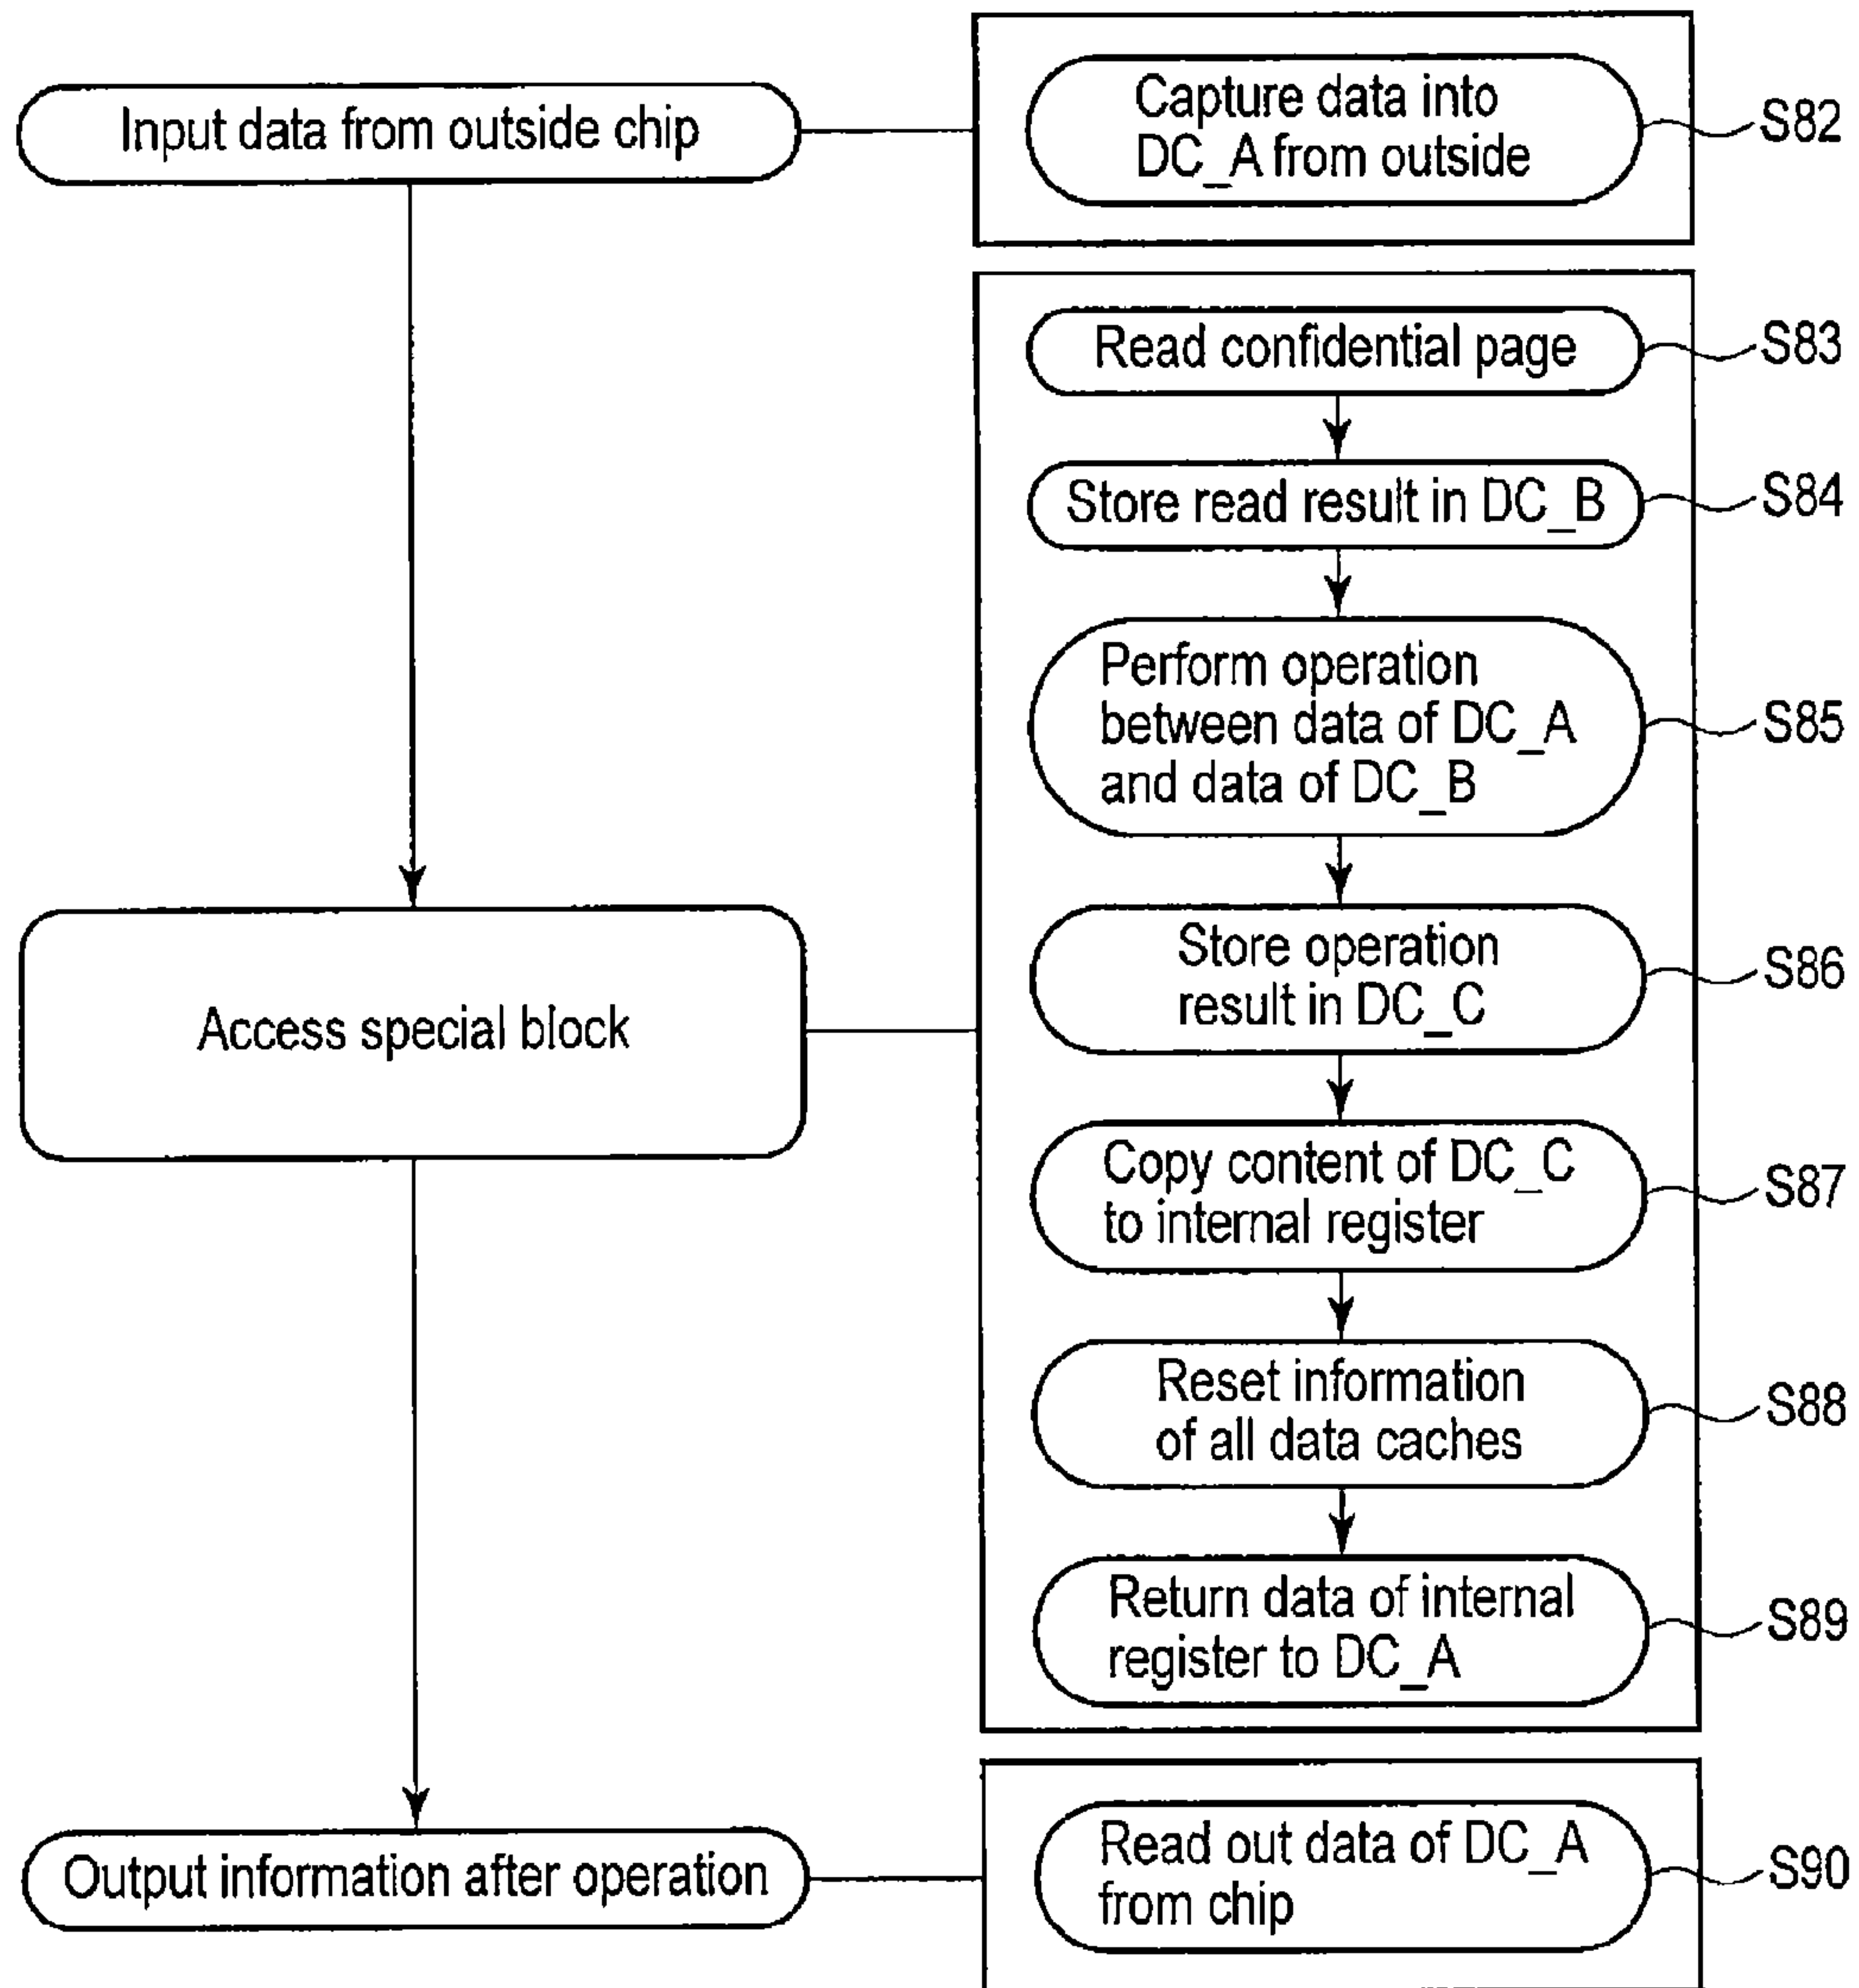 Input data from outside chip
Capture data into
DC_A from outside
S82
Read confidential page
S83
Store read result in DC_B
S84
Perform operation
between data of DC_A
and data of DC_B
S85
Access special block
Store operation
result in DC_C
S86
Copy content of DC_C
to internal register
S87
Reset information
of all data caches
S88
Return data of internal
register to DC_A
S89
Output information after operation
Read out data of DC_A
from chip
S90